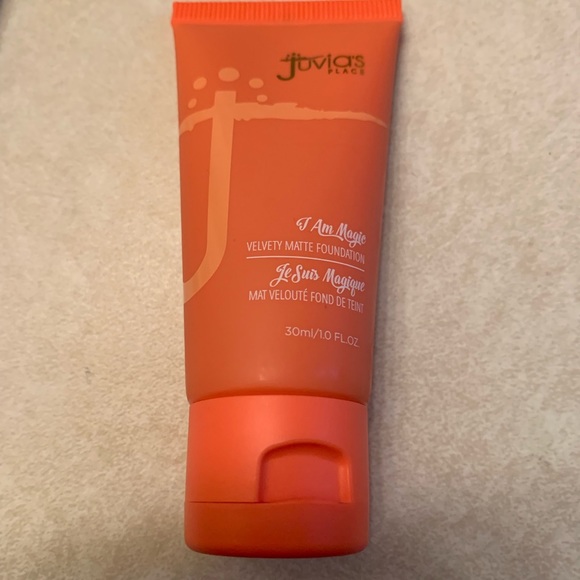 Juvia's
PLACE
I Am Magic
VELVETY MATTE FOUNDATION
Je Suis Magique
MAT VELOUTÉ FOND DE TEINT
30ml/1.0 FL.OZ.